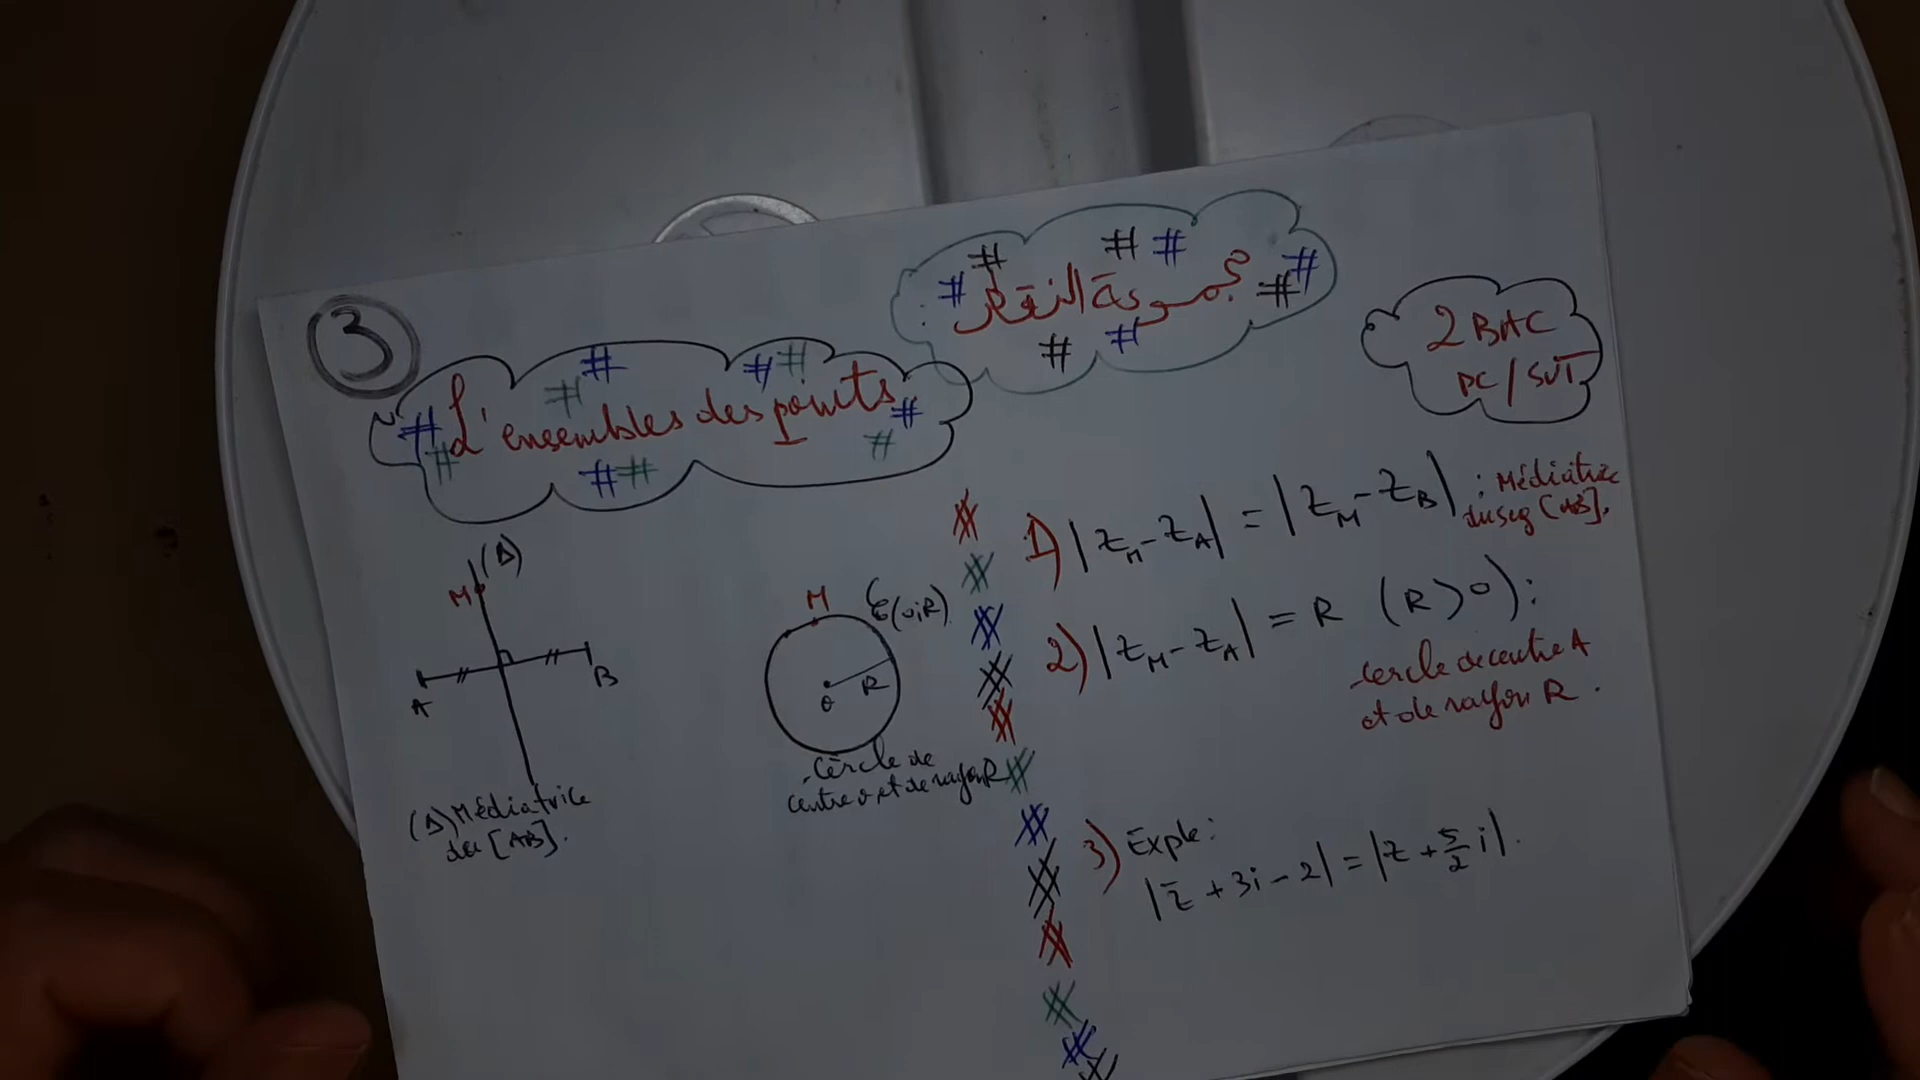 3
مجموعة النقط
L'ensembles des points
2 BAC
PC / SVT
(Δ)
M
A
B
(Δ) Médiatrice
de [AB].
M
C(O;R)
O
R
Cercle de
centre O et de rayon R
1) |z_M - z_A| = |z_M - z_B| : Médiatrice
du seg [AB].
2) |z_M - z_A| = R (R>0):
cercle de centre A
et de rayon R.
3) Exple:
|z̄ + 3i - 2| = |z + 5/2 i|.